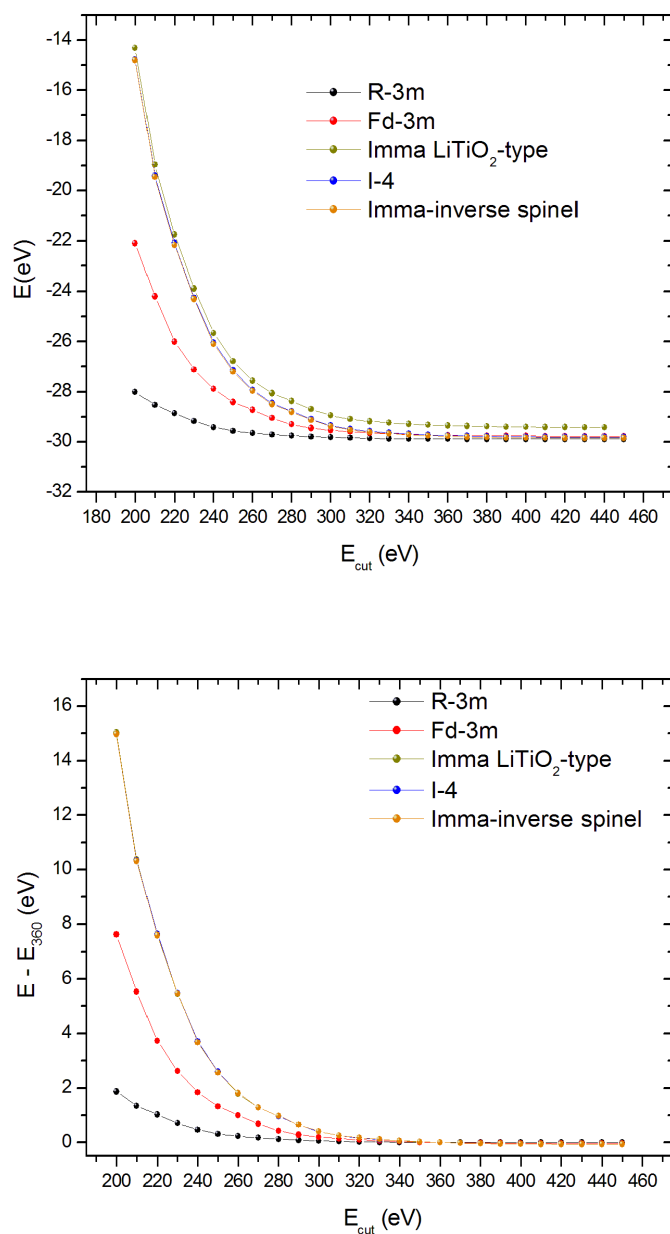 -14
-16
-18
-20
-22
-24
-26
-28
-30
-32
E(eV)
R-3m
Fd-3m
Imma LiTiO2-type
I-4
Imma-inverse spinel
180 200 220 240 260 280 300 320 340 360 380 400 420 440 460
Ecut (eV)
16
14
12
10
8
6
4
2
0
E - E360 (eV)
R-3m
Fd-3m
Imma LiTiO2-type
I-4
Imma-inverse spinel
200 220 240 260 280 300 320 340 360 380 400 420 440 460
Ecut (eV)